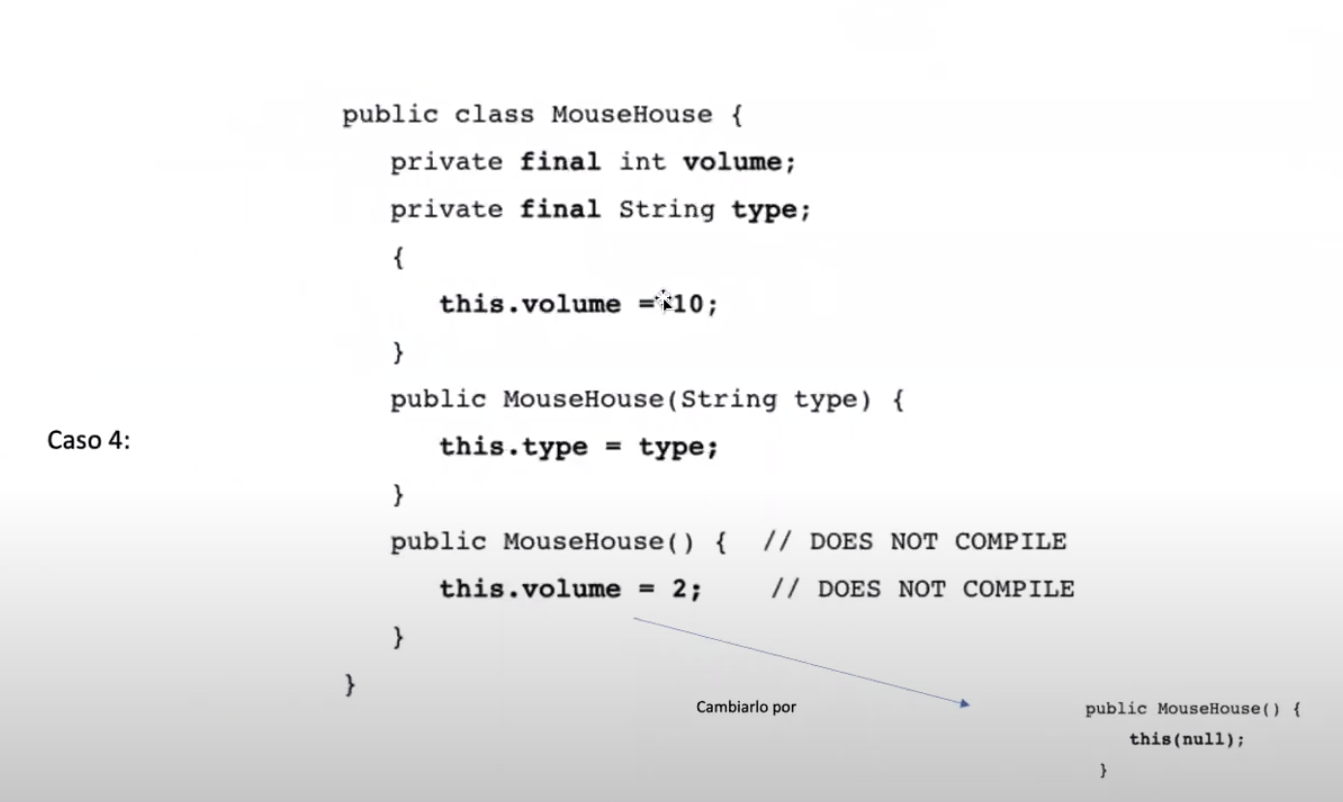 public class MouseHouse {
private final int volume;
private final String type;
{
this.volume = 10;
}
public MouseHouse(String type) {
this.type = type;
}
Caso 4:
public MouseHouse() { // DOES NOT COMPILE
this.volume = 2; // DOES NOT COMPILE
}
}
Cambiarlo por
public MouseHouse() {
this(null);
}